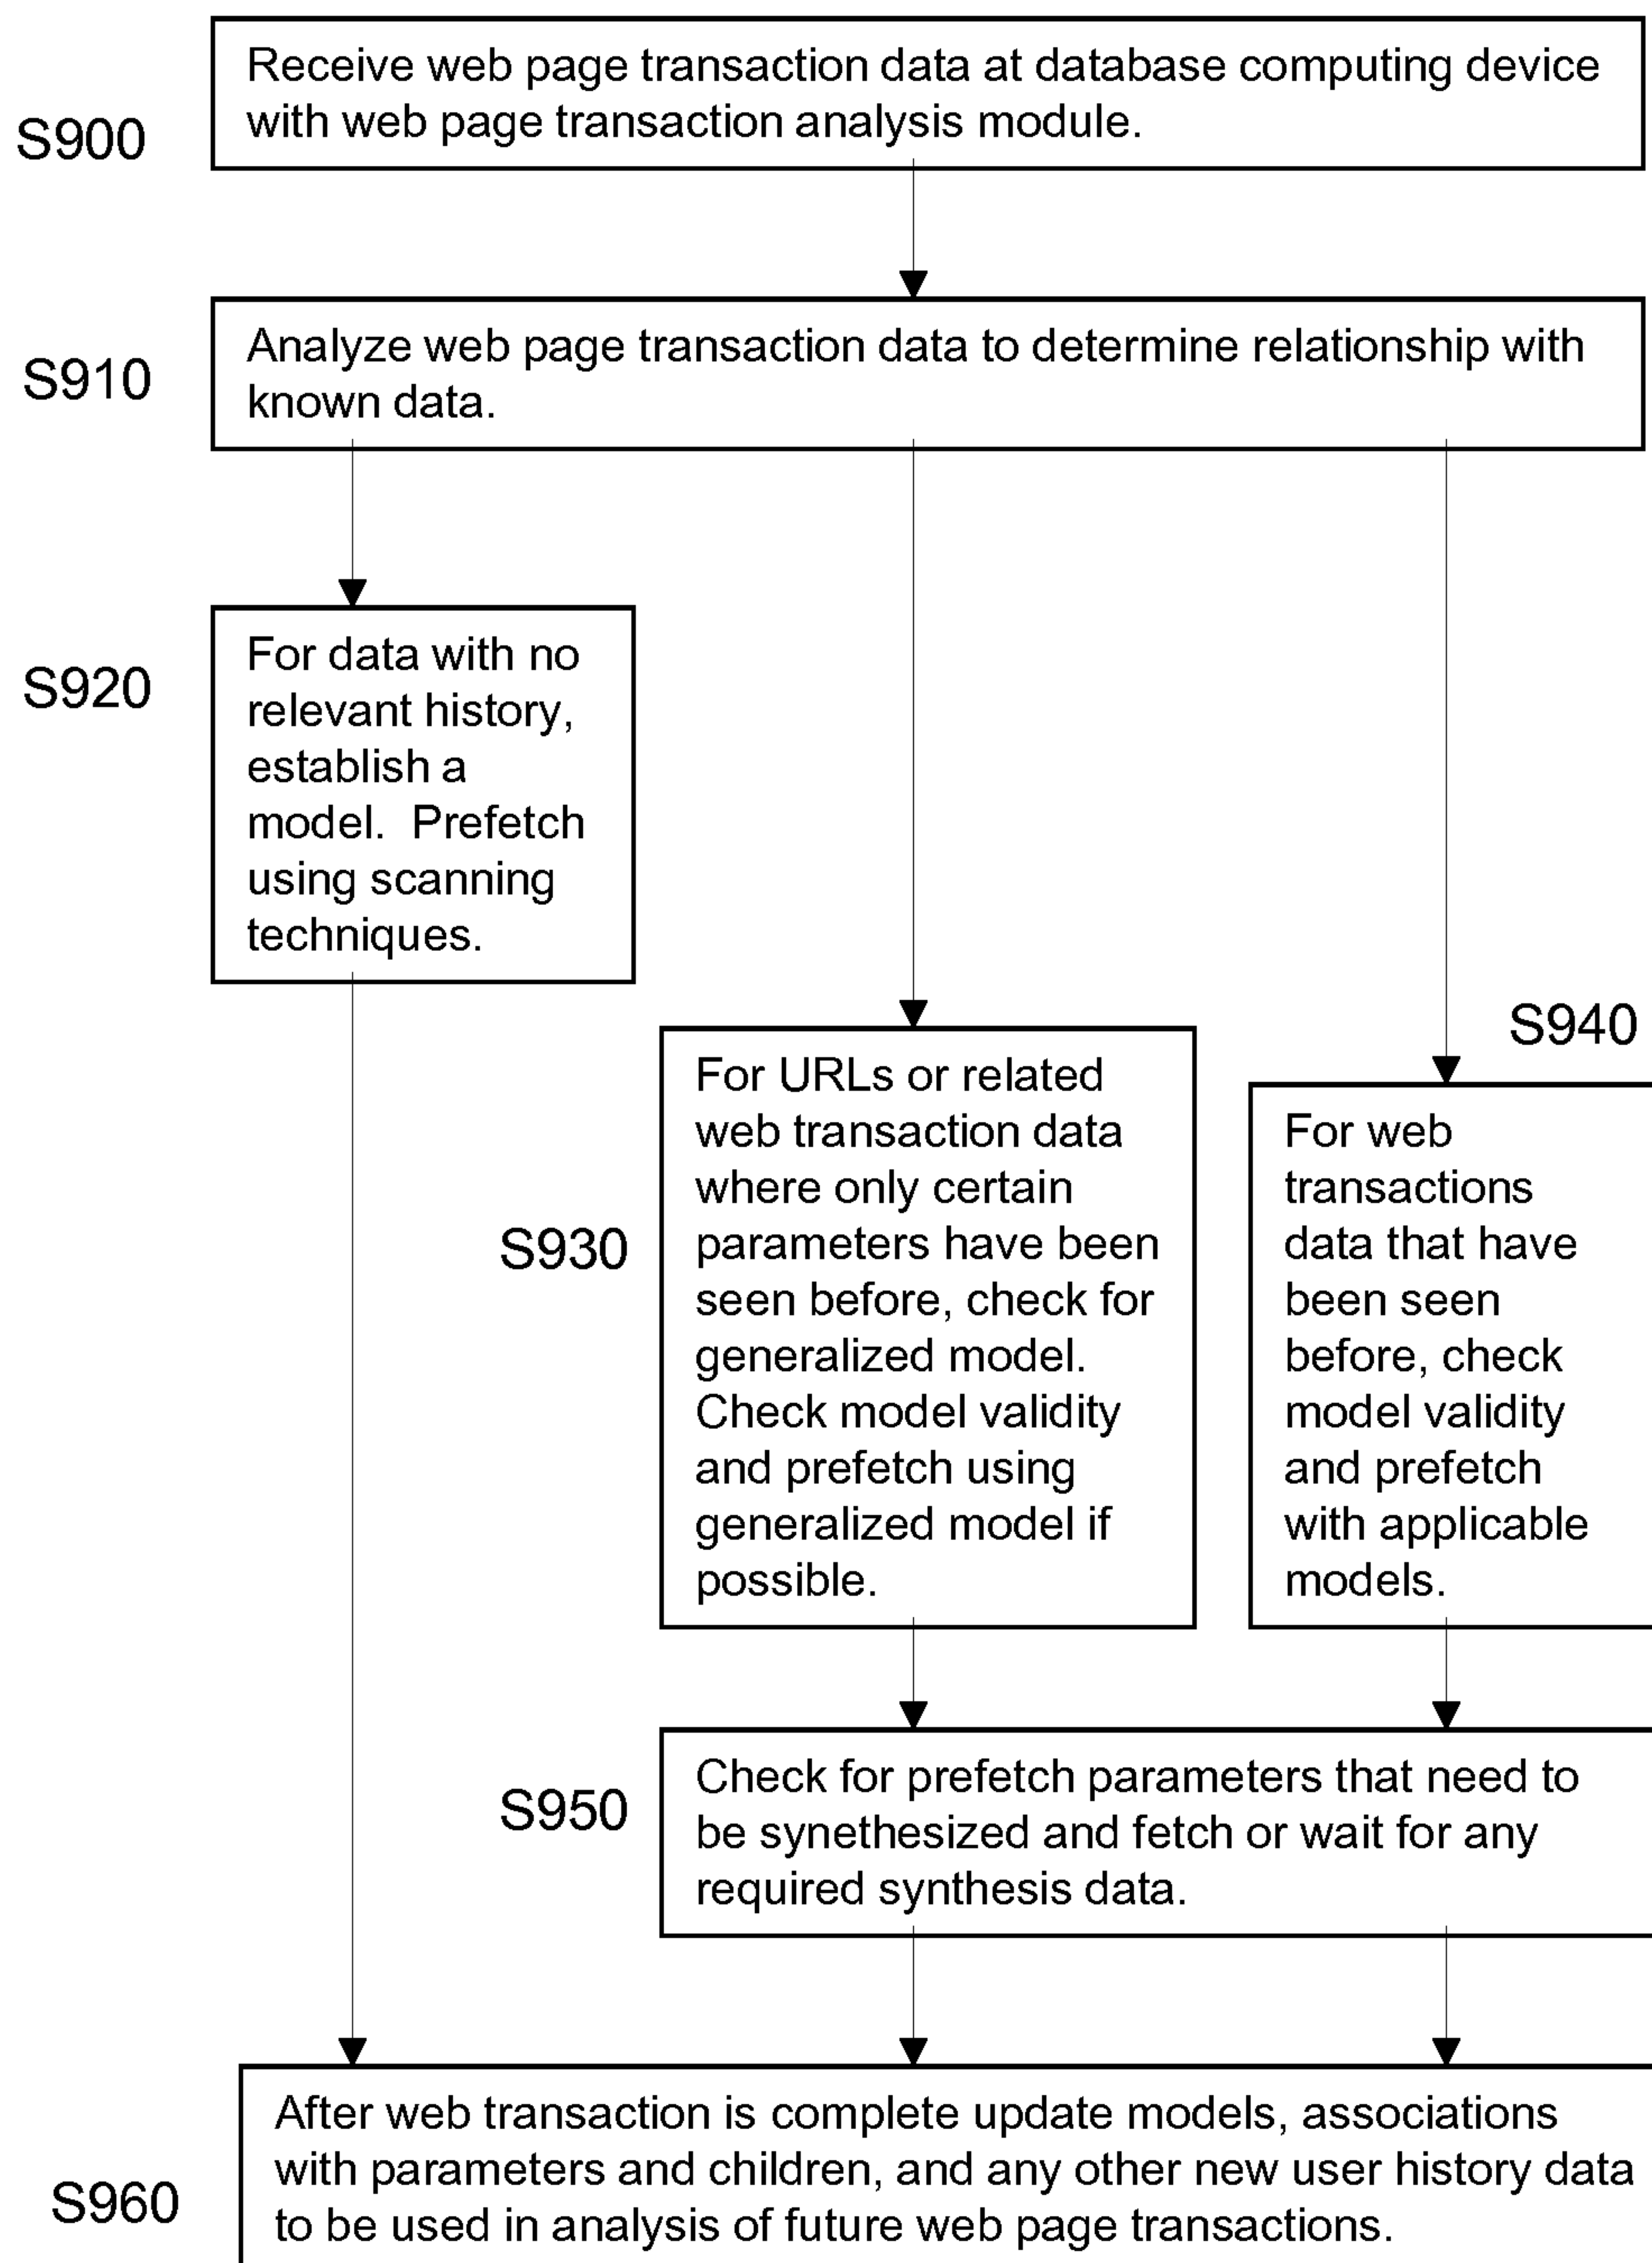 Receive web page transaction data at database computing device
with web page transaction analysis module.
S900
Analyze web page transaction data to determine relationship with
known data.
S910
For data with no
relevant history,
establish a
model.  Prefetch
using scanning
techniques.
S920
For URLs or related
web transaction data
where only certain
parameters have been
seen before, check for
generalized model.
Check model validity
and prefetch using
generalized model if
possible.
S930
S940
For web
transactions
data that have
been seen
before, check
model validity
and prefetch
with applicable
models.
Check for prefetch parameters that need to
be synethesized and fetch or wait for any
required synthesis data.
S950
After web transaction is complete update models, associations
with parameters and children, and any other new user history data
to be used in analysis of future web page transactions.
S960